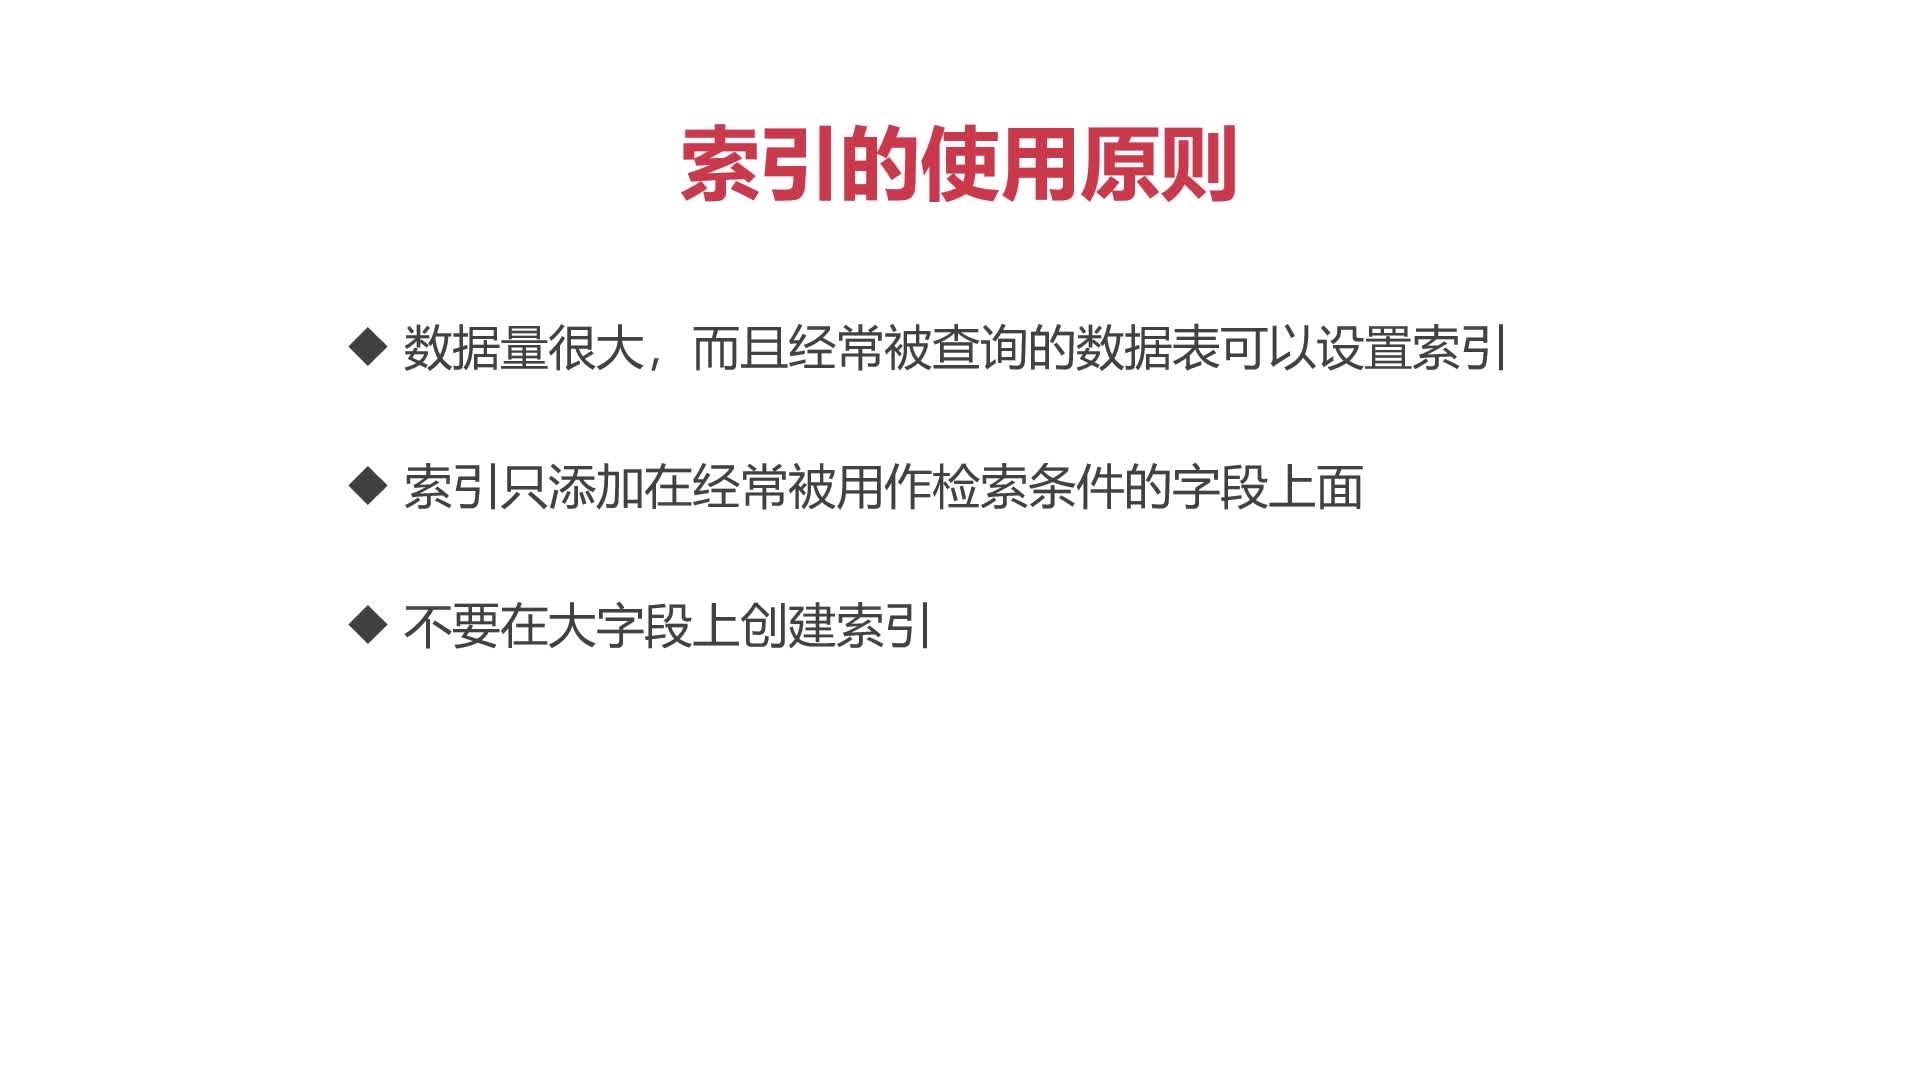 索引的使用原则
◆ 数据量很大，而且经常被查询的数据表可以设置索引
◆ 索引只添加在经常被用作检索条件的字段上面
◆ 不要在大字段上创建索引